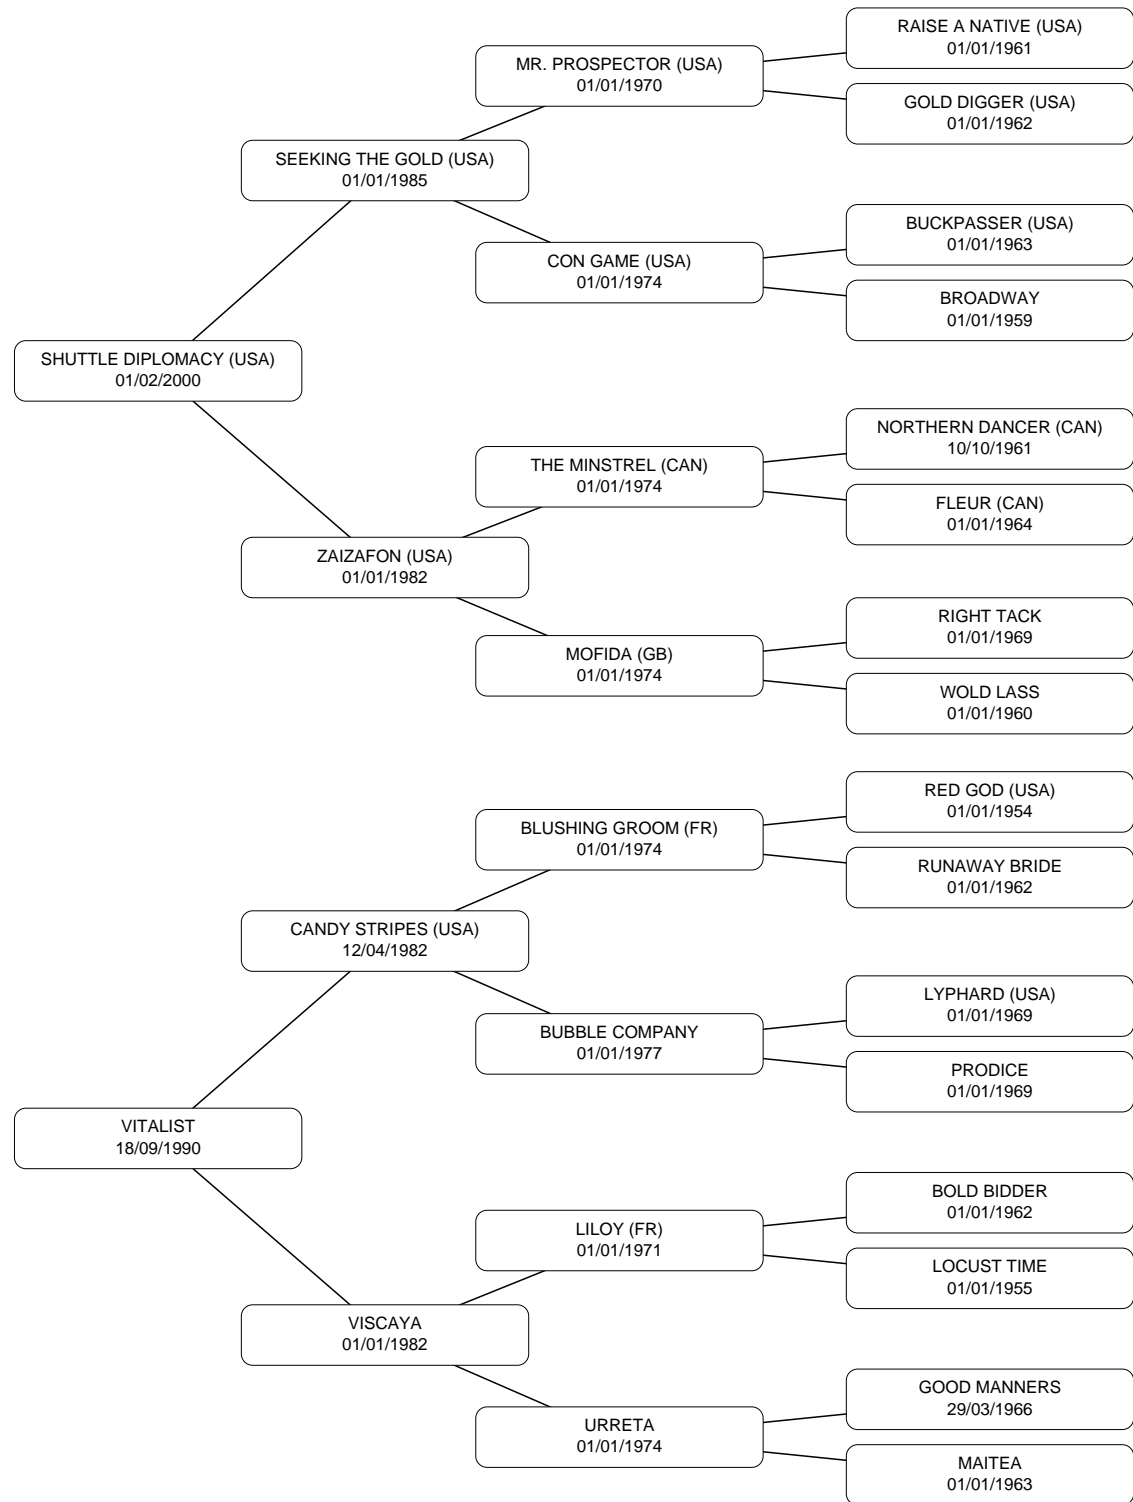 RAISE A NATIVE (USA)
01/01/1961
MR. PROSPECTOR (USA)
01/01/1970
GOLD DIGGER (USA)
01/01/1962
SEEKING THE GOLD (USA)
01/01/1985
BUCKPASSER (USA)
01/01/1963
CON GAME (USA)
01/01/1974
BROADWAY
01/01/1959
SHUTTLE DIPLOMACY (USA)
01/02/2000
NORTHERN DANCER (CAN)
10/10/1961
THE MINSTREL (CAN)
01/01/1974
FLEUR (CAN)
01/01/1964
ZAIZAFON (USA)
01/01/1982
RIGHT TACK
01/01/1969
MOFIDA (GB)
01/01/1974
WOLD LASS
01/01/1960
RED GOD (USA)
01/01/1954
BLUSHING GROOM (FR)
01/01/1974
RUNAWAY BRIDE
01/01/1962
CANDY STRIPES (USA)
12/04/1982
LYPHARD (USA)
01/01/1969
BUBBLE COMPANY
01/01/1977
PRODICE
01/01/1969
VITALIST
18/09/1990
BOLD BIDDER
01/01/1962
LILOY (FR)
01/01/1971
LOCUST TIME
01/01/1955
VISCAYA
01/01/1982
GOOD MANNERS
29/03/1966
URRETA
01/01/1974
MAITEA
01/01/1963